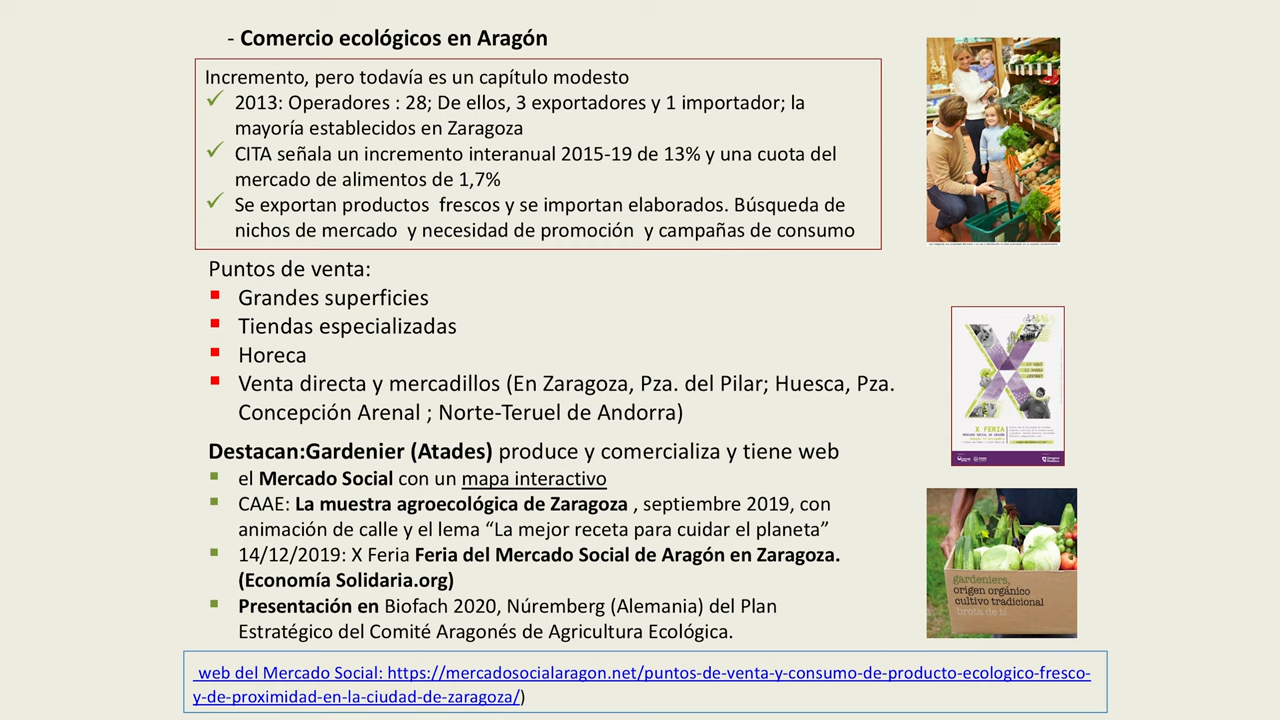 - Comercio ecológicos en Aragón
Incremento, pero todavía es un capítulo modesto
✓ 2013: Operadores : 28; De ellos, 3 exportadores y 1 importador; la
mayoría establecidos en Zaragoza
✓ CITA señala un incremento interanual 2015-19 de 13% y una cuota del
mercado de alimentos de 1,7%
✓ Se exportan productos frescos y se importan elaborados. Búsqueda de
nichos de mercado y necesidad de promoción y campañas de consumo
Puntos de venta:
▪ Grandes superficies
▪ Tiendas especializadas
▪ Horeca
▪ Venta directa y mercadillos (En Zaragoza, Pza. del Pilar; Huesca, Pza.
Concepción Arenal ; Norte-Teruel de Andorra)
Destacan:Gardenier (Atades) produce y comercializa y tiene web
▪ el Mercado Social con un mapa interactivo
▪ CAAE: La muestra agroecológica de Zaragoza , septiembre 2019, con
animación de calle y el lema “La mejor receta para cuidar el planeta”
▪ 14/12/2019: X Feria Feria del Mercado Social de Aragón en Zaragoza.
(Economía Solidaria.org)
▪ Presentación en Biofach 2020, Núremberg (Alemania) del Plan
Estratégico del Comité Aragonés de Agricultura Ecológica.
web del Mercado Social: https://mercadosocialaragon.net/puntos-de-venta-y-consumo-de-producto-ecologico-fresco-
y-de-proximidad-en-la-ciudad-de-zaragoza/)
X FERIA
MERCADO SOCIAL DE ARAGÓN
gardeniers,
origen orgánico
cultivo tradicional
brota de ti